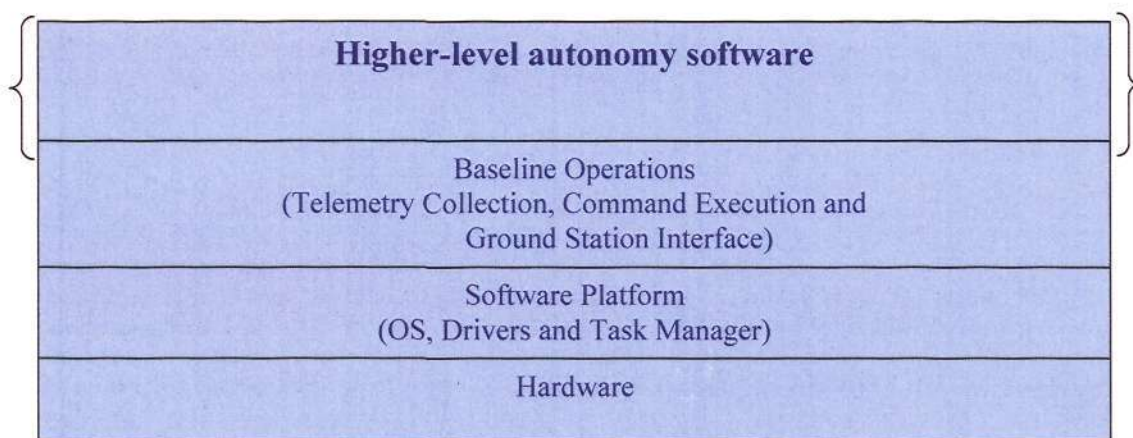 Higher-level autonomy software
Baseline Operations
(Telemetry Collection, Command Execution and
Ground Station Interface)
Software Platform
(OS, Drivers and Task Manager)
Hardware